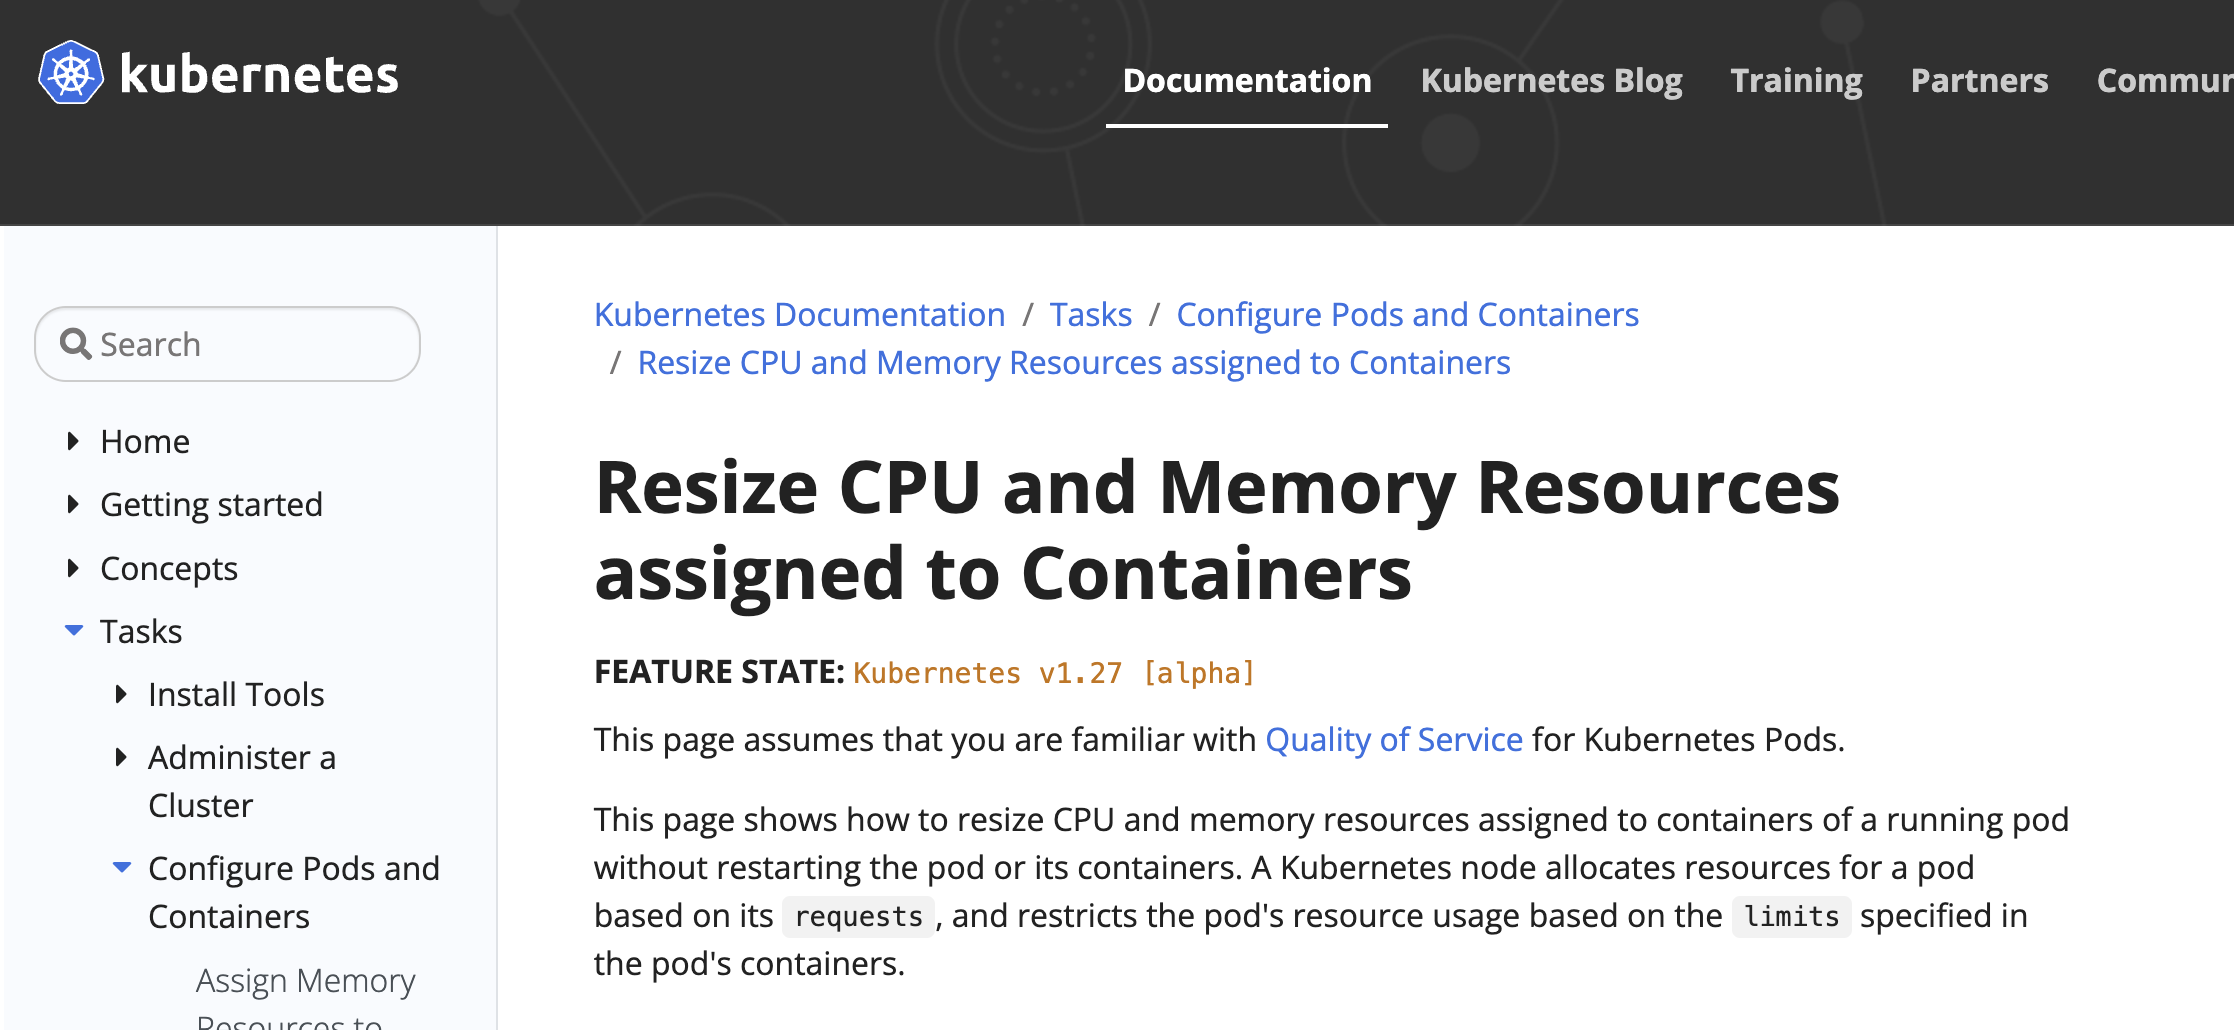 kubernetes
Documentation Kubernetes Blog Training Partners
Search
Home
Getting started
Concepts
Tasks
Install Tools
Administer a
Cluster
Configure Pods and
Containers
Assign Memory
Resources to
Kubernetes Documentation / Tasks / Configure Pods and Containers
/ Resize CPU and Memory Resources assigned to Containers
Resize CPU and Memory Resources
assigned to Containers
FEATURE STATE: Kubernetes v1.27 [alpha]
This page assumes that you are familiar with Quality of Service for Kubernetes Pods.
This page shows how to resize CPU and memory resources assigned to containers of a running pod
without restarting the pod or its containers. A Kubernetes node allocates resources for a pod
based on its requests, and restricts the pod's resource usage based on the limits specified in
the pod's containers.